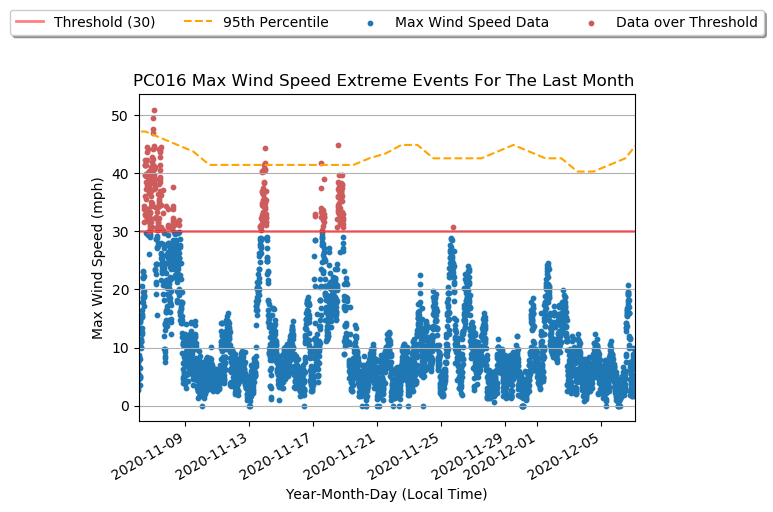 Threshold (30) 95th Percentile Max Wind Speed Data Data over Threshold
PC016 Max Wind Speed Extreme Events For The Last Month
Max Wind Speed (mph)
50
40
30
20
10
0
2020-11-09 2020-11-13 2020-11-17 2020-11-21 2020-11-25 2020-11-29 2020-12-01 2020-12-05
Year-Month-Day (Local Time)